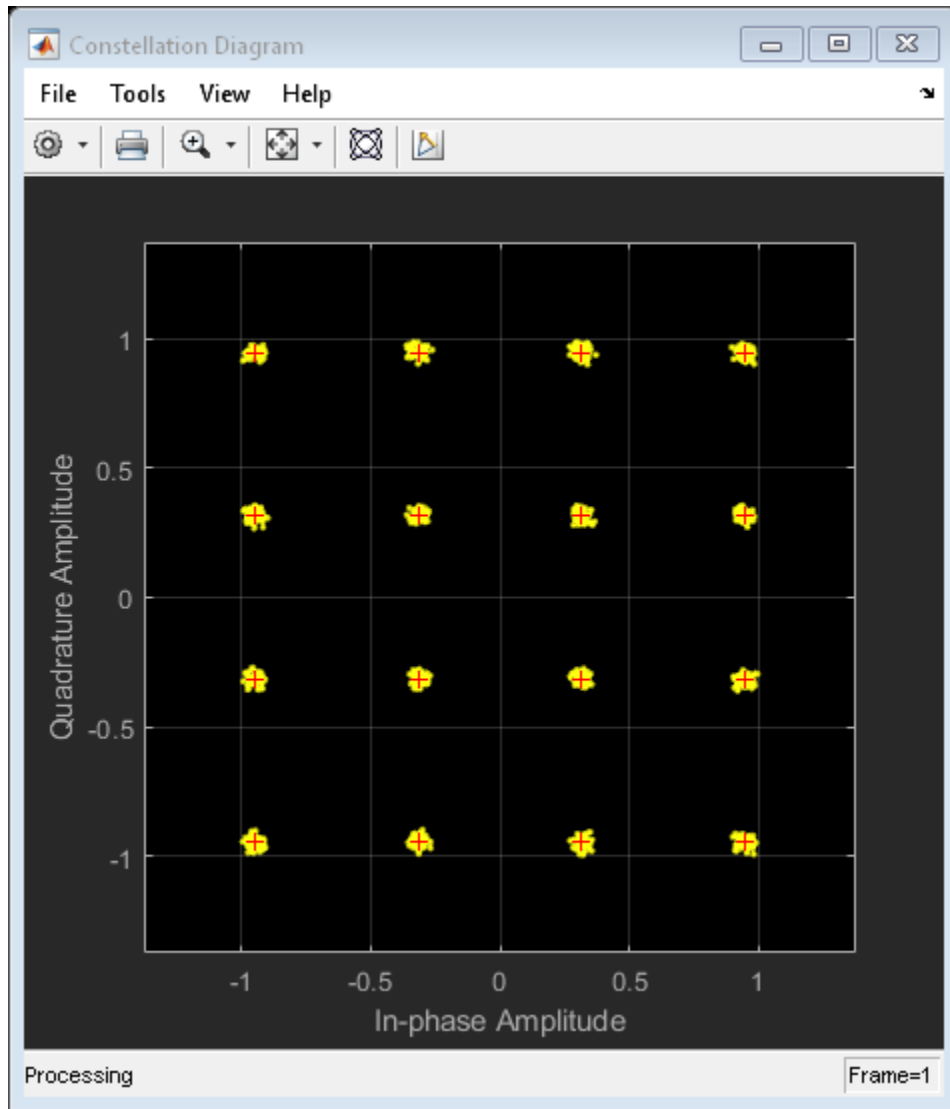 Constellation Diagram
File Tools View Help
1
0.5
0
-0.5
-1
Quadrature Amplitude
-1 -0.5 0 0.5 1
In-phase Amplitude
Processing Frame=1